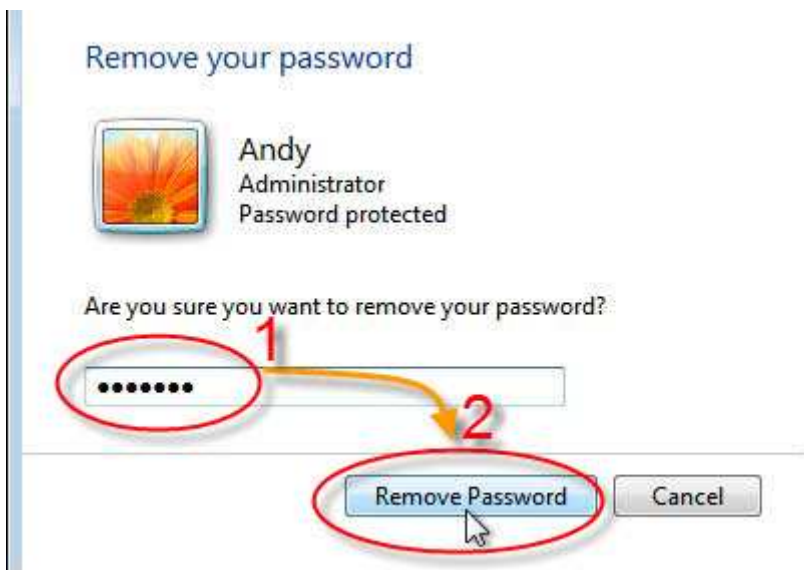 Remove your password
Andy
Administrator
Password protected
Are you sure you want to remove your password?
1
•••••••
2
Remove Password
Cancel